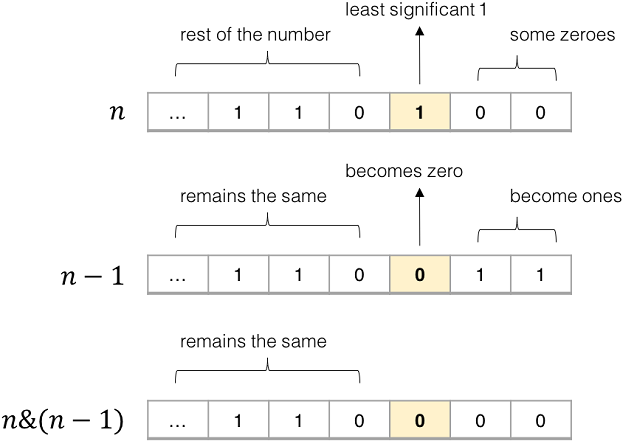 least significant 1
rest of the number
some zeroes
n ... 1 1 0 1 0 0
becomes zero
remains the same
become ones
n − 1 ... 1 1 0 0 1 1
remains the same
n&(n − 1) ... 1 1 0 0 0 0